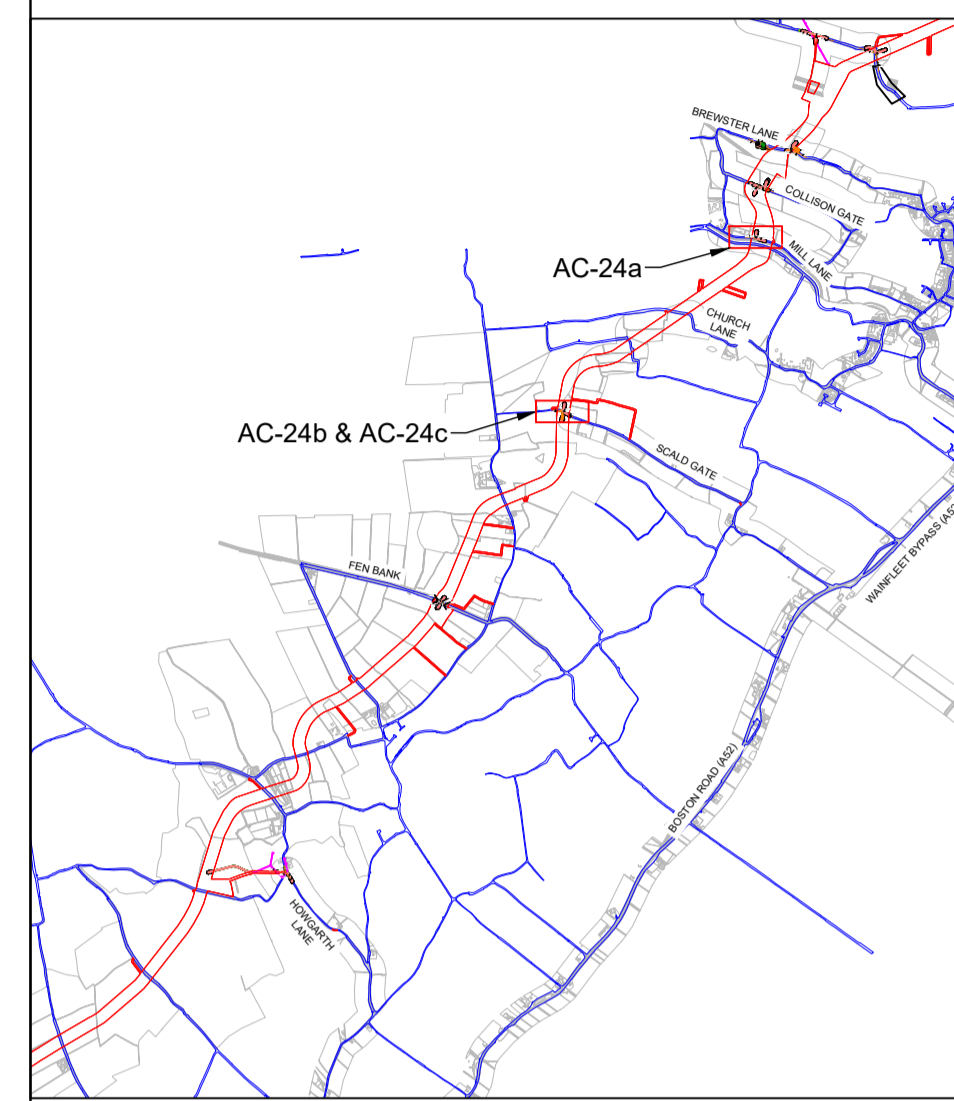 BREWSTER LANE
COLLISON GATE
MILL LANE
AC-24a
CHURCH
LANE
AC-24b & AC-24c
SCALD GATE
WAINFLEET BYPASS (A52
FEN BANK
BOSTON ROAD (A52)
HOWGARTH
LANE